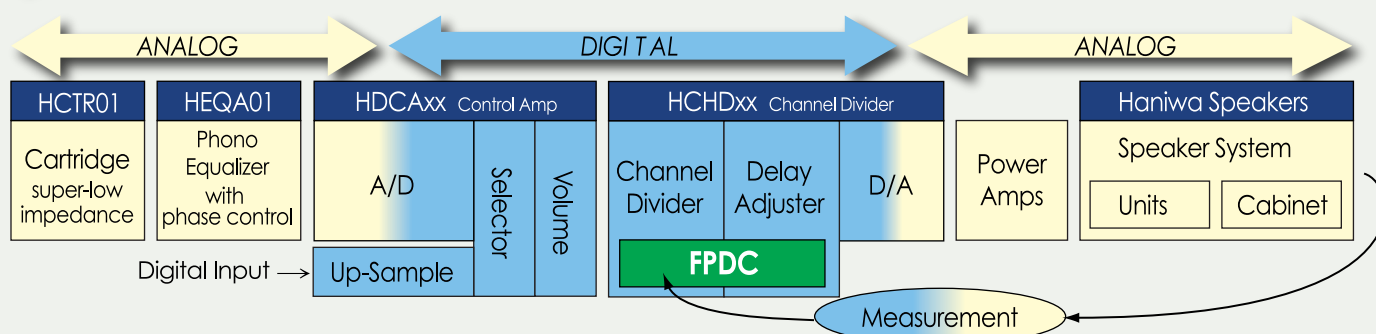 ANALOG
DIGITAL
ANALOG
HCTR01
Cartridge
super-low
impedance
HEQA01
Phono
Equalizer
with
phase control
HDCAxx Control Amp
A/D
Selector
Volume
Digital Input →
Up-Sample
HCHDxx Channel Divider
Channel
Divider
Delay
Adjuster
D/A
FPDC
Power
Amps
Haniwa Speakers
Speaker System
Units
Cabinet
Measurement